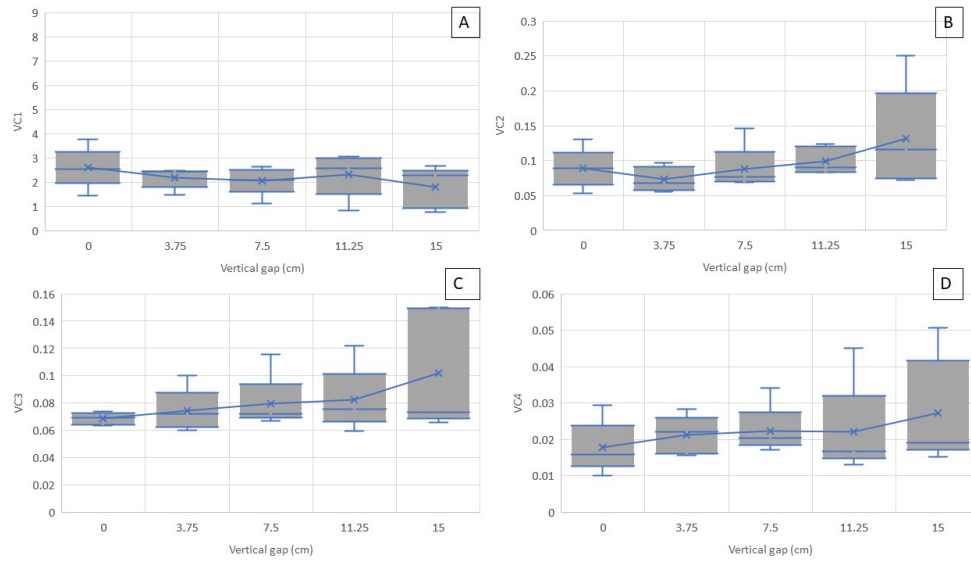 A
9
8
7
6
5
4
3
2
1
0
VC1
0 3.75 7.5 11.25 15
Vertical gap (cm)
B
0.3
0.25
0.2
0.15
0.1
0.05
0
VC2
0 3.75 7.5 11.25 15
Vertical gap (cm)
C
0.16
0.14
0.12
0.1
0.08
0.06
0.04
0.02
0
VC3
0 3.75 7.5 11.25 15
Vertical gap (cm)
D
0.06
0.05
0.04
0.03
0.02
0.01
0
VC4
0 3.75 7.5 11.25 15
Vertical gap (cm)